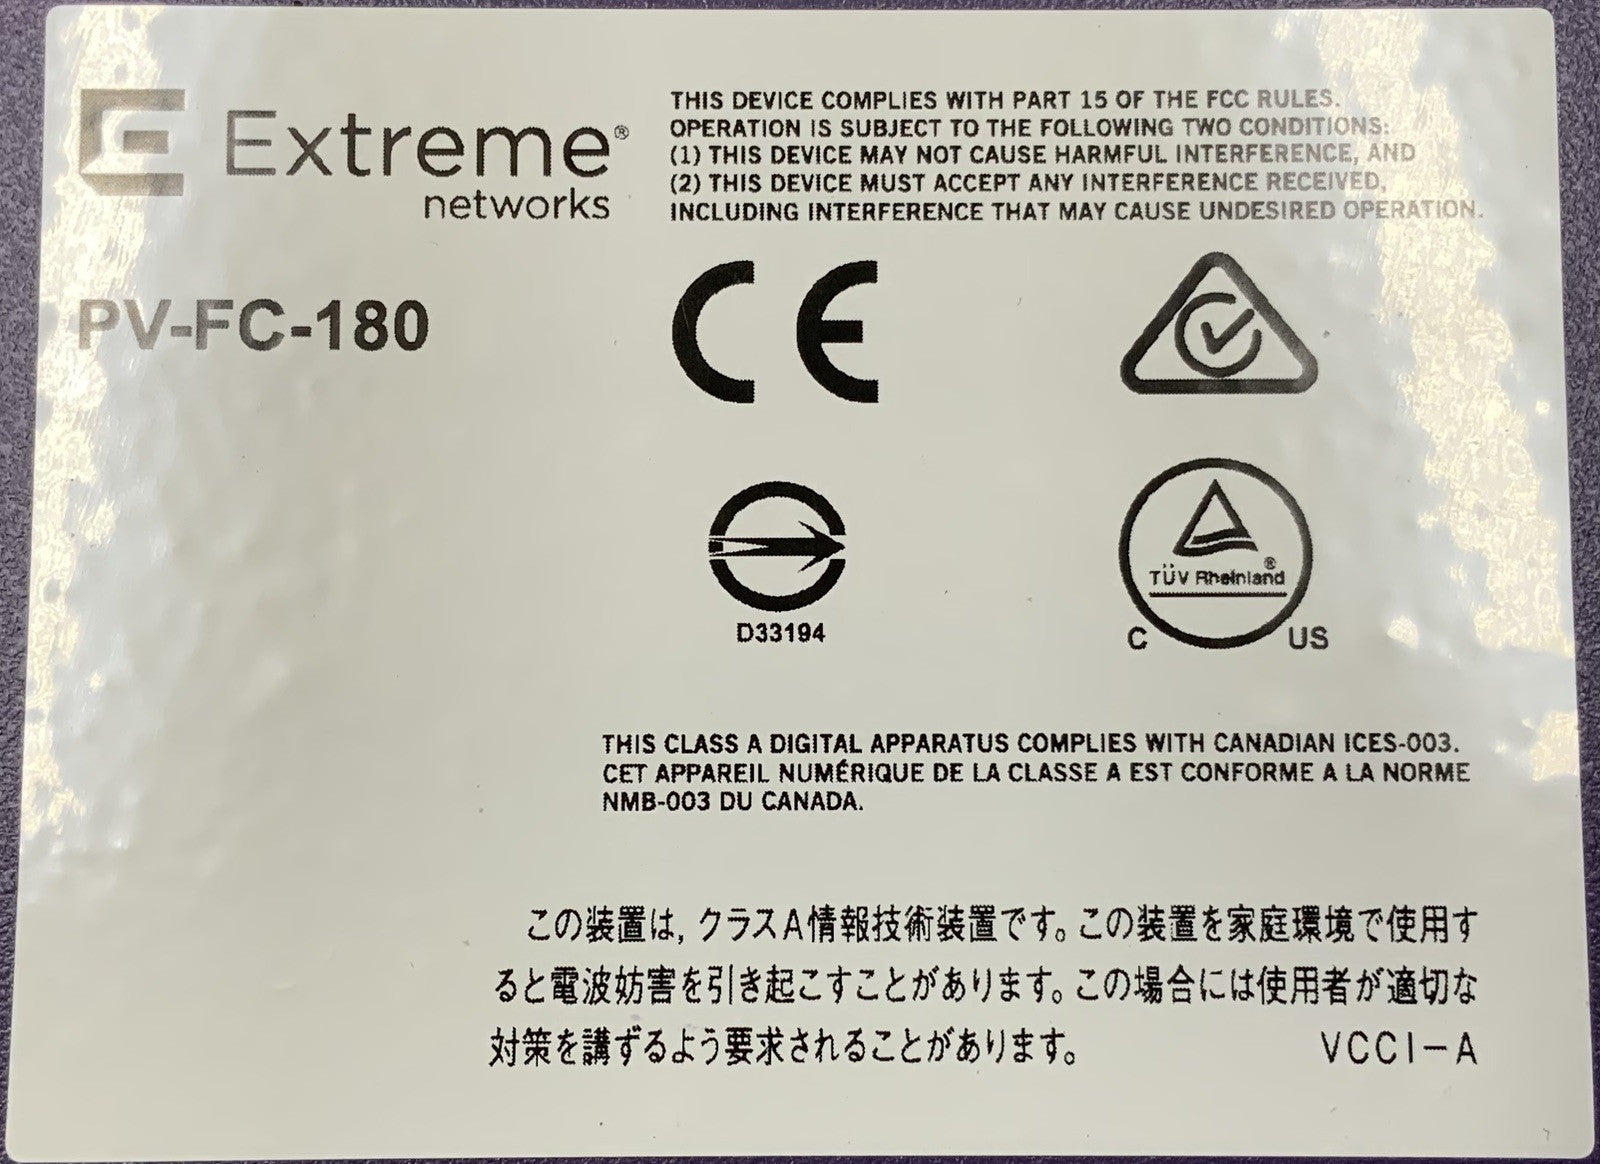 Extreme®
networks
PV-FC-180
THIS DEVICE COMPLIES WITH PART 15 OF THE FCC RULES.
OPERATION IS SUBJECT TO THE FOLLOWING TWO CONDITIONS:
(1) THIS DEVICE MAY NOT CAUSE HARMFUL INTERFERENCE, AND
(2) THIS DEVICE MUST ACCEPT ANY INTERFERENCE RECEIVED,
INCLUDING INTERFERENCE THAT MAY CAUSE UNDESIRED OPERATION.
CE
D33194
TÜV Rheinland®
C US
THIS CLASS A DIGITAL APPARATUS COMPLIES WITH CANADIAN ICES-003.
CET APPAREIL NUMÉRIQUE DE LA CLASSE A EST CONFORME A LA NORME
NMB-003 DU CANADA.
この装置は, クラスA情報技術装置です。この装置を家庭環境で使用す
ると電波妨害を引き起こすことがあります。この場合には使用者が適切な
対策を講ずるよう要求されることがあります。 VCCI-A